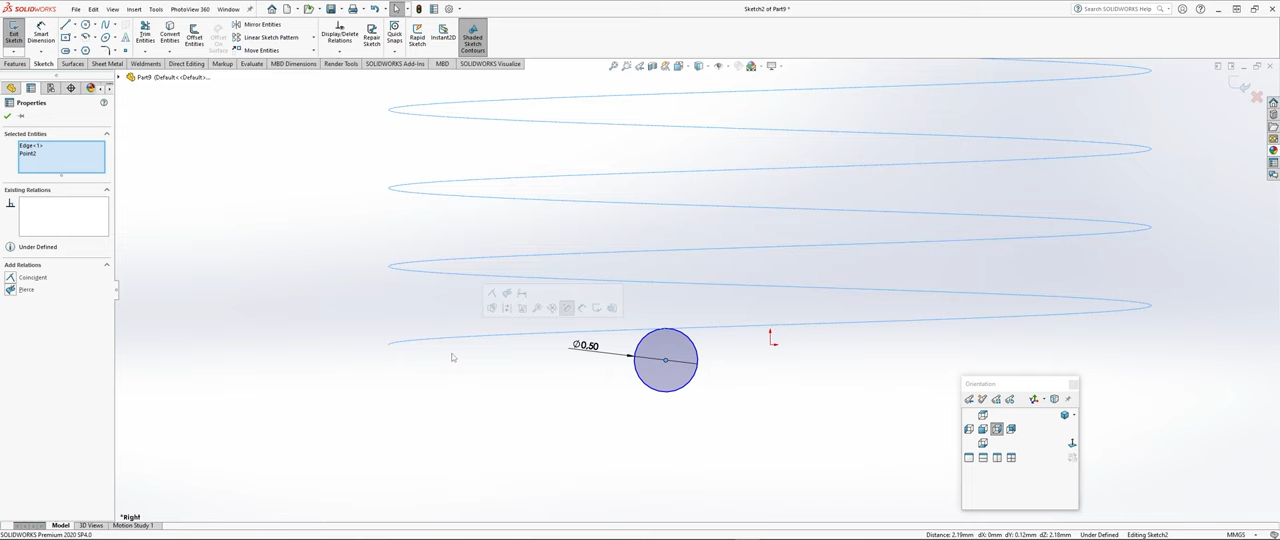 SOLIDWORKS
File Edit View Insert Tools PhotoView 360 Window
Sketch2 of Part9 *
Search SOLIDWORKS Help
Exit Sketch
Smart Dimension
Trim Entities
Convert Entities
Offset Entities
Offset On Surface
Mirror Entities
Linear Sketch Pattern
Move Entities
Display/Delete Relations
Repair Sketch
Quick Snaps
Rapid Sketch
Instant2D
Shaded Sketch Contours
Features Sketch Surfaces Sheet Metal Weldments Direct Editing Markup Evaluate MBD Dimensions Render Tools SOLIDWORKS Add-Ins MBD SOLIDWORKS Visualize
Part9 (Default<<Default>...
Properties
Selected Entities
Edge<1>
Point2
Existing Relations
Under Defined
Add Relations
Coincident
Pierce
Ø0.50
Orientation
*Right
Model 3D Views Motion Study 1
SOLIDWORKS Premium 2020 SP4.0
Distance: 2.19mm dX: 0mm dY: 0.12mm dZ: 2.18mm Under Defined Editing Sketch2 MMGS